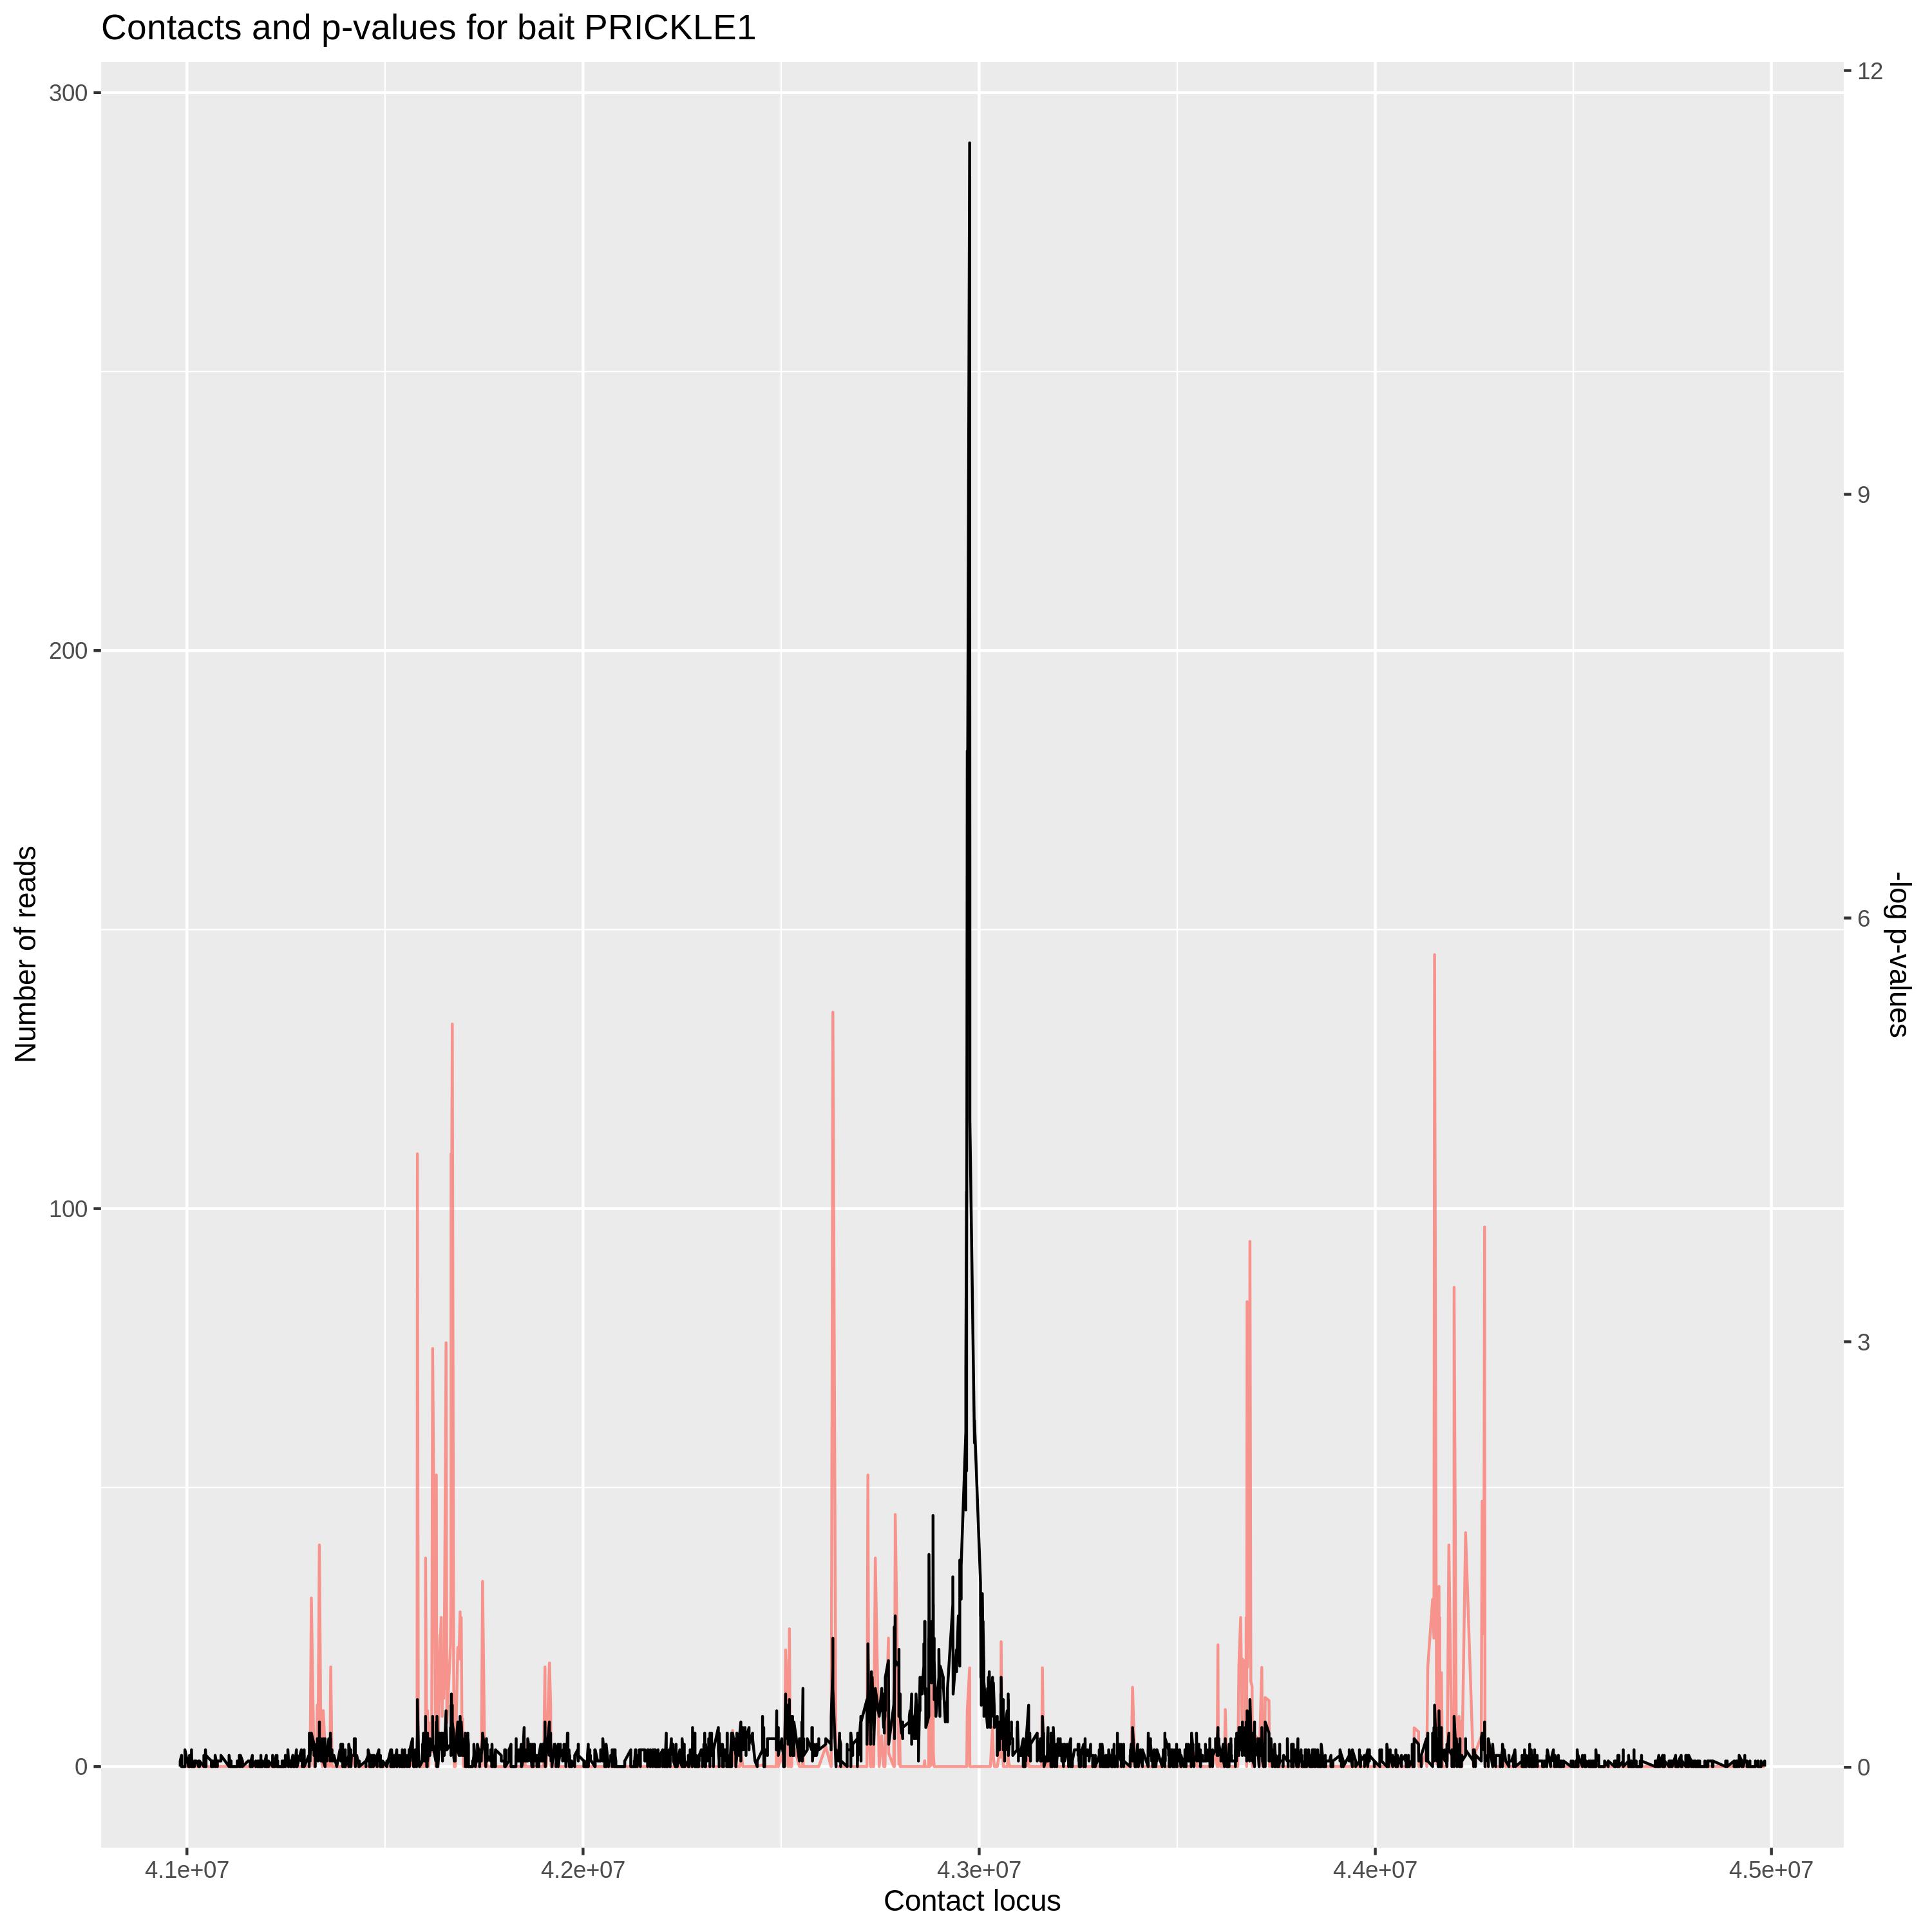 Contacts and p-values for bait PRICKLE1
300
200
100
0
Number of reads
12
9
6
3
0
-log p-values
4.1e+07
4.2e+07
4.3e+07
4.4e+07
4.5e+07
Contact locus